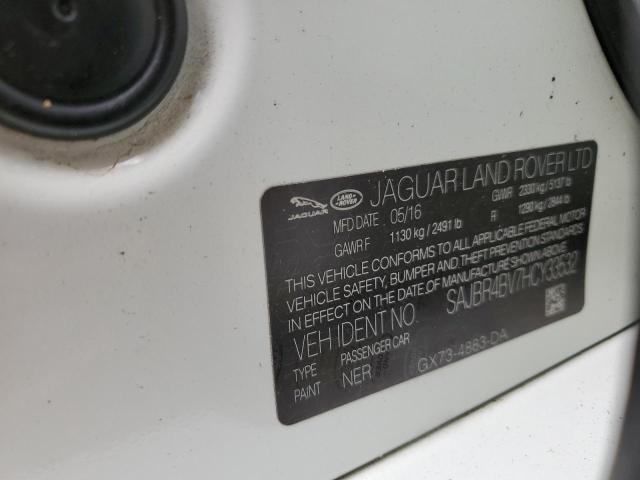 JAGUAR
LAND ROVER
JAGUAR LAND ROVER LTD
MFD DATE 05/16 GVWR 2330 kg / 5137 lb
GAWR F 1130 kg / 2491 lb R 1290 kg / 2844 lb
THIS VEHICLE CONFORMS TO ALL APPLICABLE FEDERAL MOTOR
VEHICLE SAFETY, BUMPER AND THEFT PREVENTION STANDARDS
IN EFFECT ON THE DATE OF MANUFACTURE SHOWN ABOVE
VEH IDENT NO. SAJBR4BV7HCY33532
TYPE PASSENGER CAR
PAINT NER GX73-4863-DA